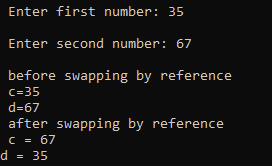 Enter first number: 35
Enter second number: 67
before swapping by reference
c=35
d=67
after swapping by reference
c = 67
d = 35